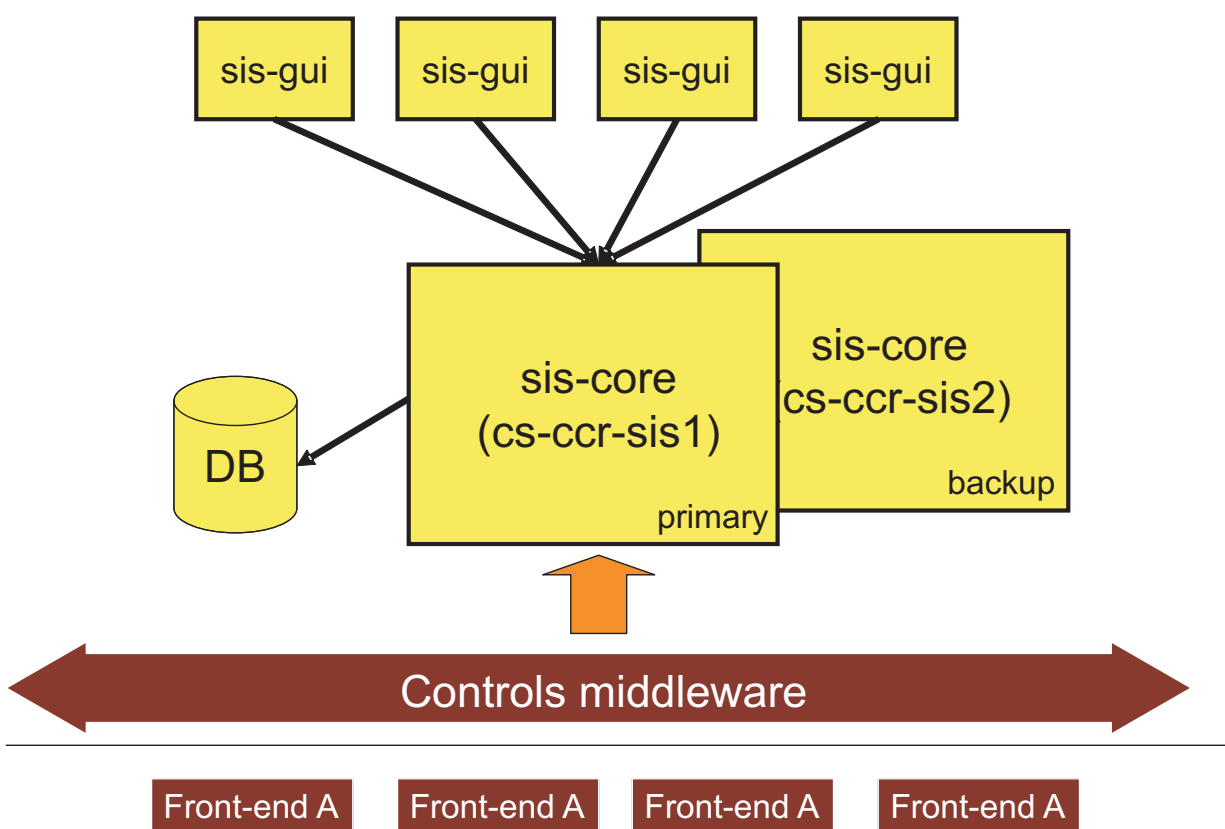 sis-gui
sis-gui
sis-gui
sis-gui
sis-core
(cs-ccr-sis1)
primary
sis-core
(cs-ccr-sis2)
backup
DB
Controls middleware
Front-end A
Front-end A
Front-end A
Front-end A